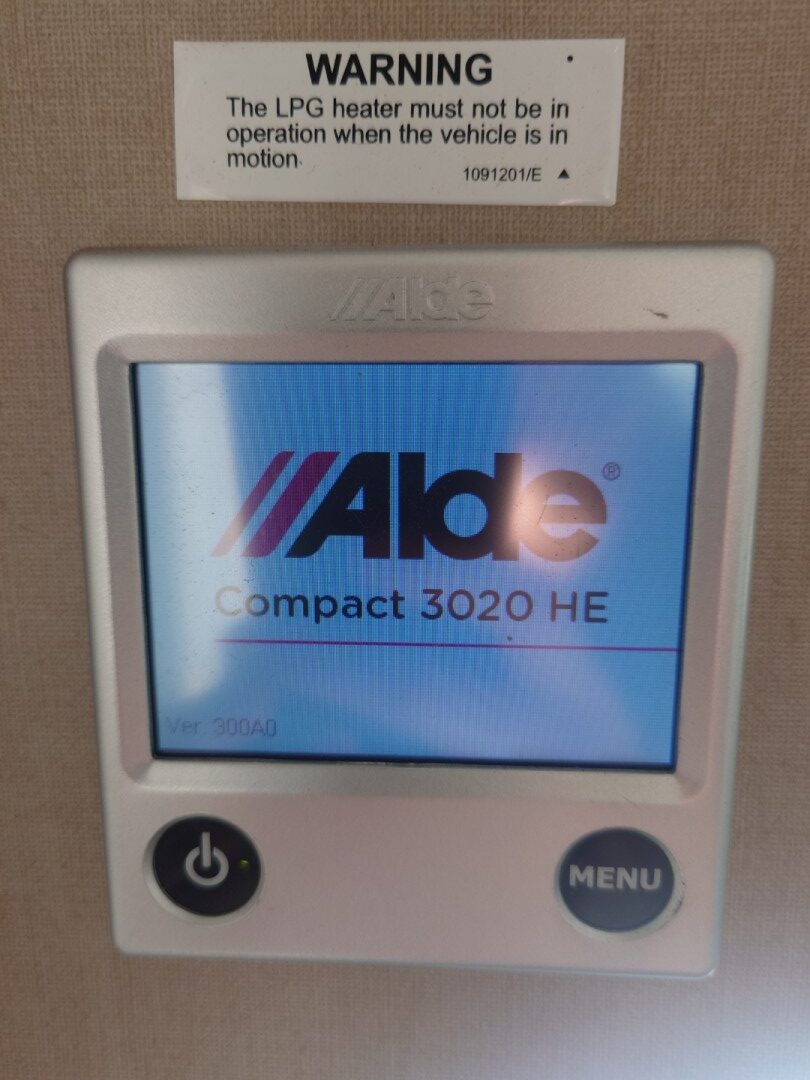 WARNING
The LPG heater must not be in
operation when the vehicle is in
motion.
1091201/E ▲
//Alde
//Alde®
Compact 3020 HE
Ver. 300A0
MENU